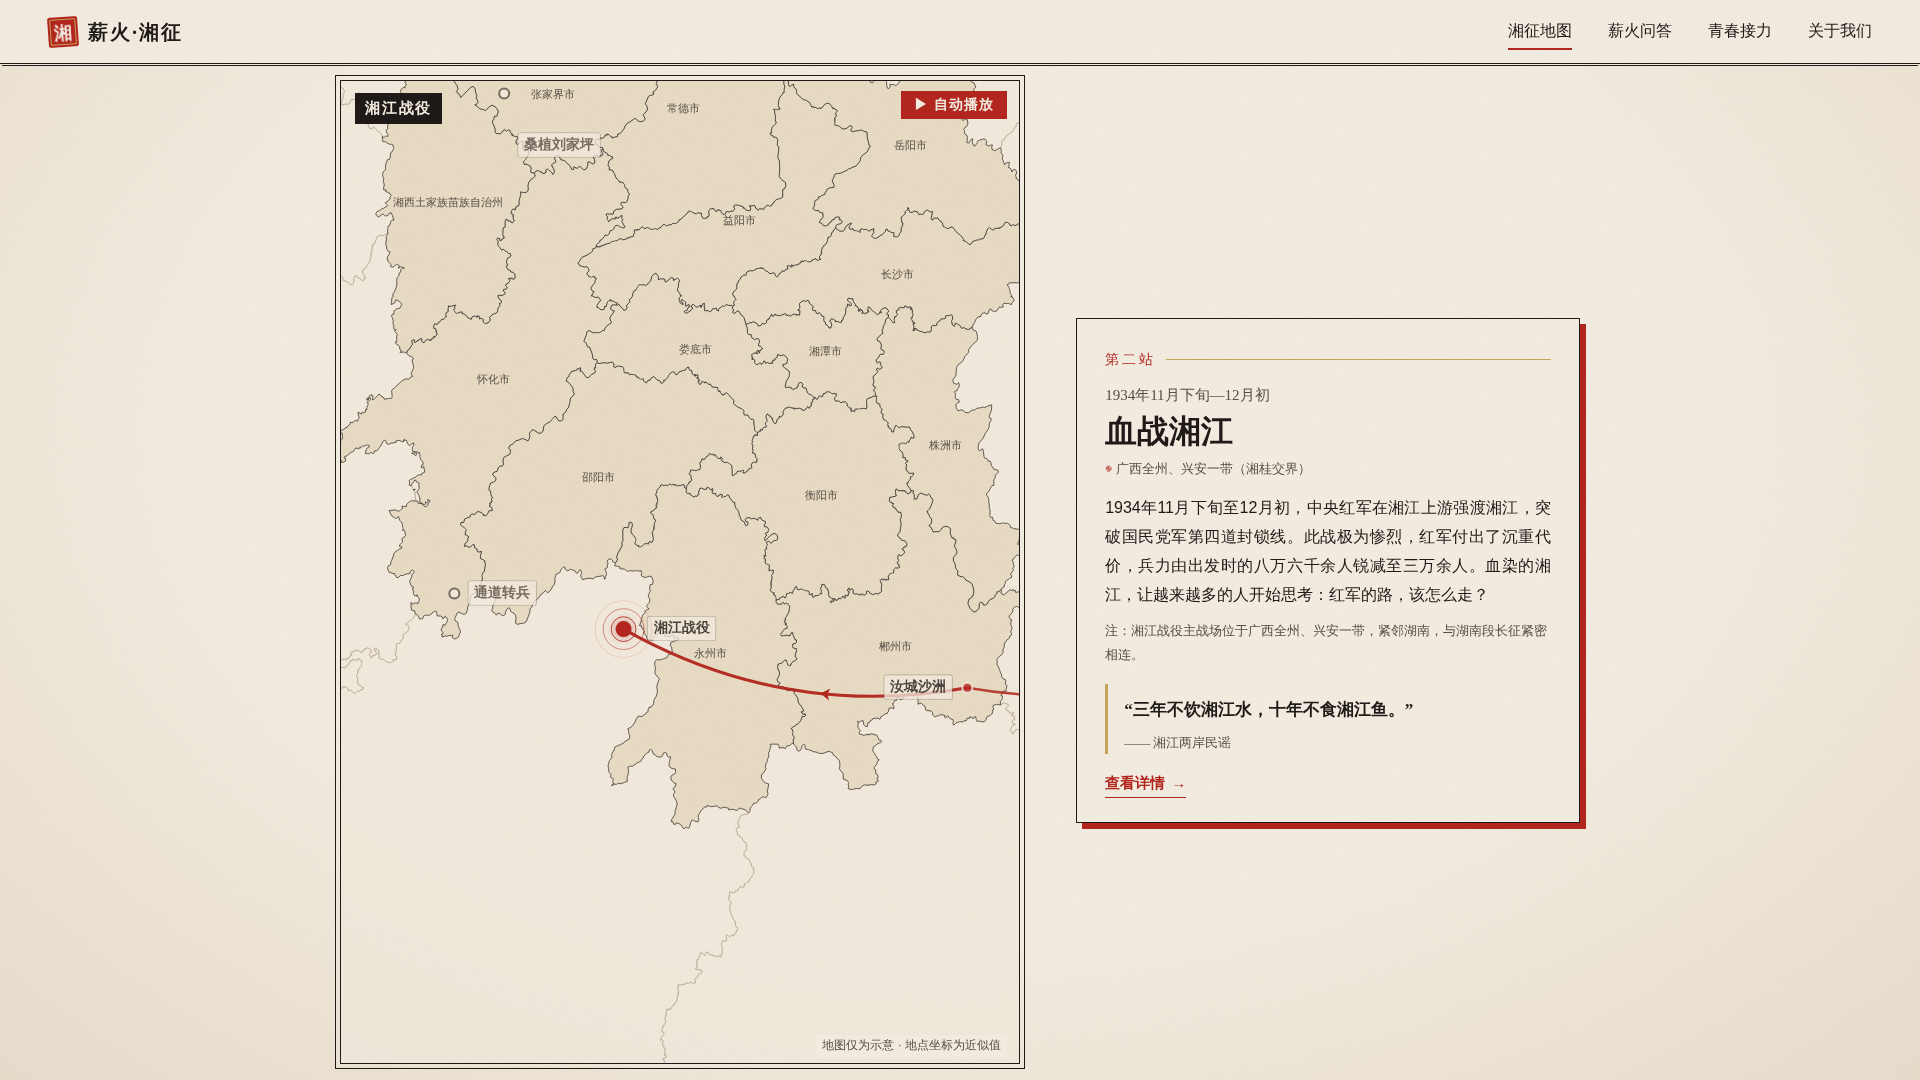 湘
薪火·湘征
湘征地图
薪火问答
青春接力
关于我们
湘江战役
▶ 自动播放
张家界市
常德市
桑植刘家坪
岳阳市
湘西土家族苗族自治州
益阳市
长沙市
娄底市
湘潭市
怀化市
株洲市
邵阳市
衡阳市
通道转兵
湘江战役
永州市
郴州市
汝城沙洲
地图仅为示意 · 地点坐标为近似值
第二站
1934年11月下旬—12月初
血战湘江
广西全州、兴安一带（湘桂交界）
1934年11月下旬至12月初，中央红军在湘江上游强渡湘江，突
破国民党军第四道封锁线。此战极为惨烈，红军付出了沉重代
价，兵力由出发时的八万六千余人锐减至三万余人。血染的湘
江，让越来越多的人开始思考：红军的路，该怎么走？
注：湘江战役主战场位于广西全州、兴安一带，紧邻湖南，与湖南段长征紧密
相连。
“三年不饮湘江水，十年不食湘江鱼。”
—— 湘江两岸民谣
查看详情 →